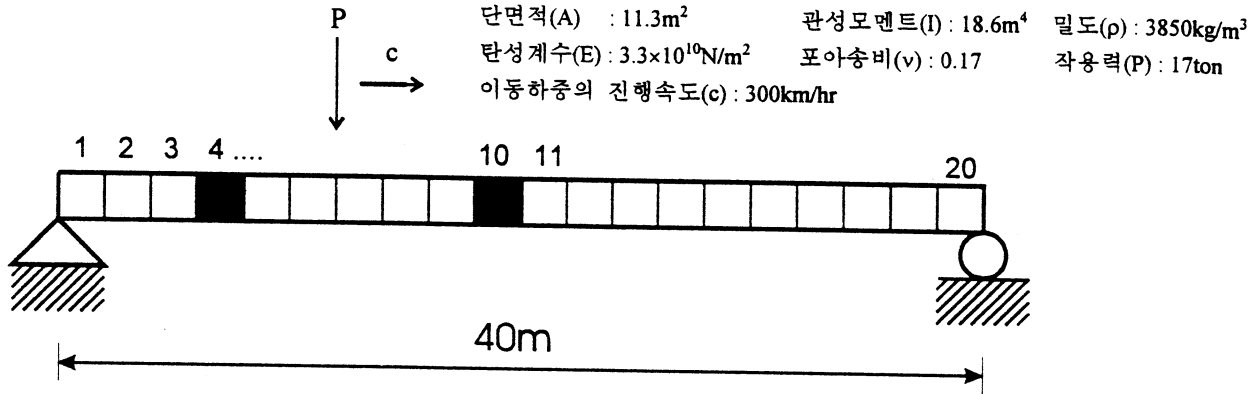 P
c
단면적(A) : 11.3m² 관성모멘트(I) : 18.6m⁴ 밀도(ρ) : 3850kg/m³
탄성계수(E) : 3.3×10¹⁰N/m² 포아송비(ν) : 0.17 작용력(P) : 17ton
이동하중의 진행속도(c) : 300km/hr
1 2 3 4 .... 10 11 20
40m